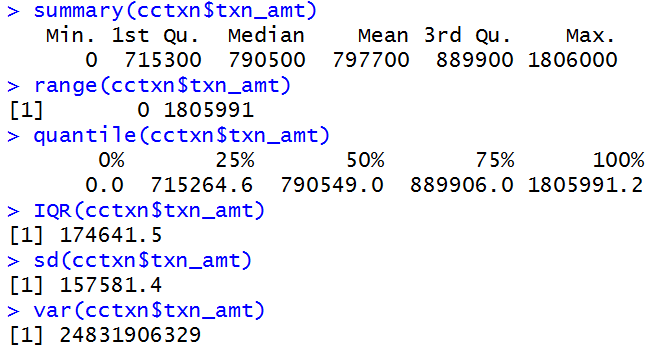 > summary(cctxn$txn_amt)
Min. 1st Qu. Median Mean 3rd Qu. Max.
0 715300 790500 797700 889900 1806000
> range(cctxn$txn_amt)
[1] 0 1805991
> quantile(cctxn$txn_amt)
0% 25% 50% 75% 100%
0.0 715264.6 790549.0 889906.0 1805991.2
> IQR(cctxn$txn_amt)
[1] 174641.5
> sd(cctxn$txn_amt)
[1] 157581.4
> var(cctxn$txn_amt)
[1] 24831906329